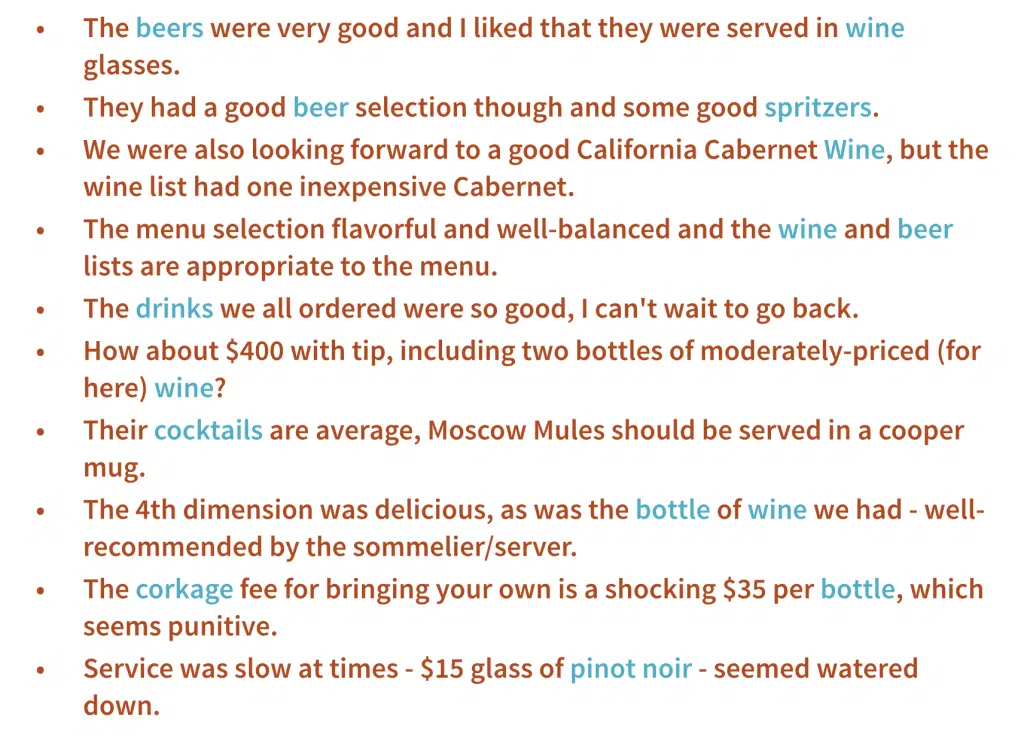 • The beers were very good and I liked that they were served in wine
glasses.
• They had a good beer selection though and some good spritzers.
• We were also looking forward to a good California Cabernet Wine, but the
wine list had one inexpensive Cabernet.
• The menu selection flavorful and well-balanced and the wine and beer
lists are appropriate to the menu.
• The drinks we all ordered were so good, I can't wait to go back.
• How about $400 with tip, including two bottles of moderately-priced (for
here) wine?
• Their cocktails are average, Moscow Mules should be served in a cooper
mug.
• The 4th dimension was delicious, as was the bottle of wine we had - well-
recommended by the sommelier/server.
• The corkage fee for bringing your own is a shocking $35 per bottle, which
seems punitive.
• Service was slow at times - $15 glass of pinot noir - seemed watered
down.